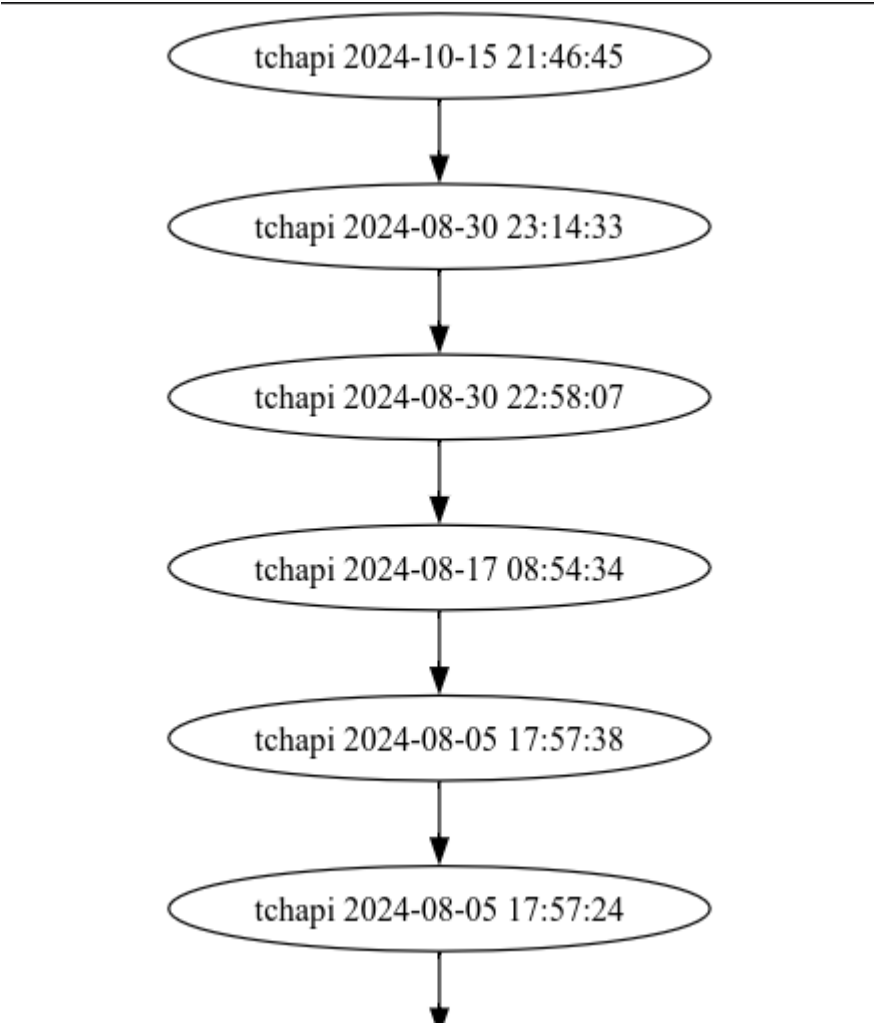 tchapi 2024-10-15 21:46:45
tchapi 2024-08-30 23:14:33
tchapi 2024-08-30 22:58:07
tchapi 2024-08-17 08:54:34
tchapi 2024-08-05 17:57:38
tchapi 2024-08-05 17:57:24